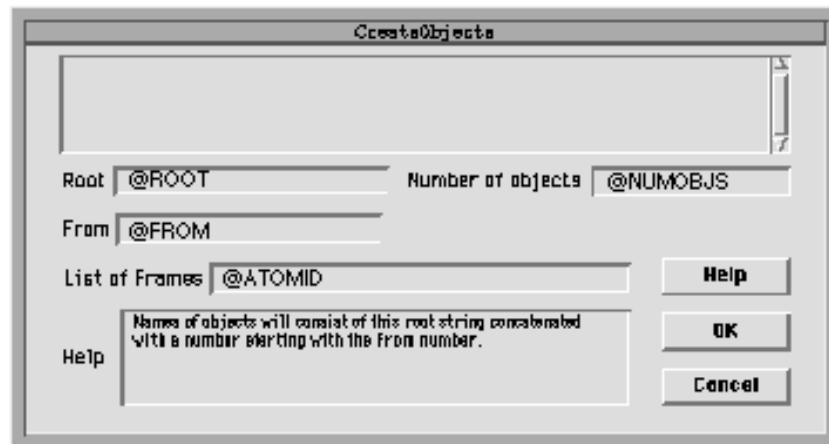 CreateObjects
Root @ROOT Number of objects @NUMOBJS
From @FROM
List of Frames @ATOMID
Help
Names of objects will consist of this root string concatenated
with a number starting with the From number.
Help
OK
Cancel